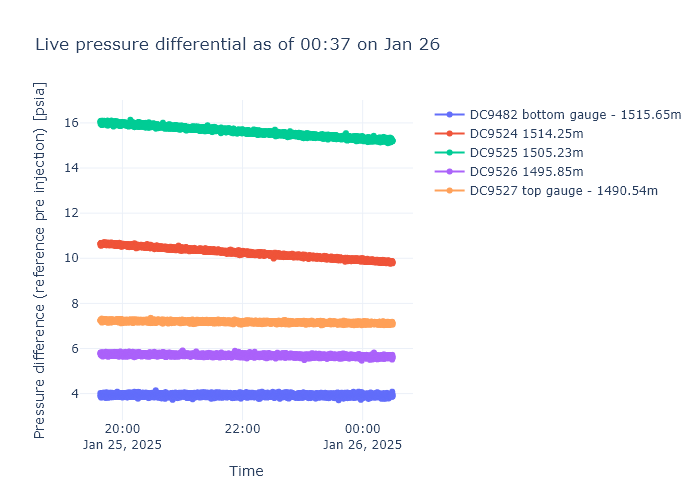 Live pressure differential as of 00:37 on Jan 26
Pressure difference (reference pre injection) [psia]
16
14
12
10
8
6
4
20:00
Jan 25, 2025
22:00
00:00
Jan 26, 2025
Time
DC9482 bottom gauge - 1515.65m
DC9524 1514.25m
DC9525 1505.23m
DC9526 1495.85m
DC9527 top gauge - 1490.54m